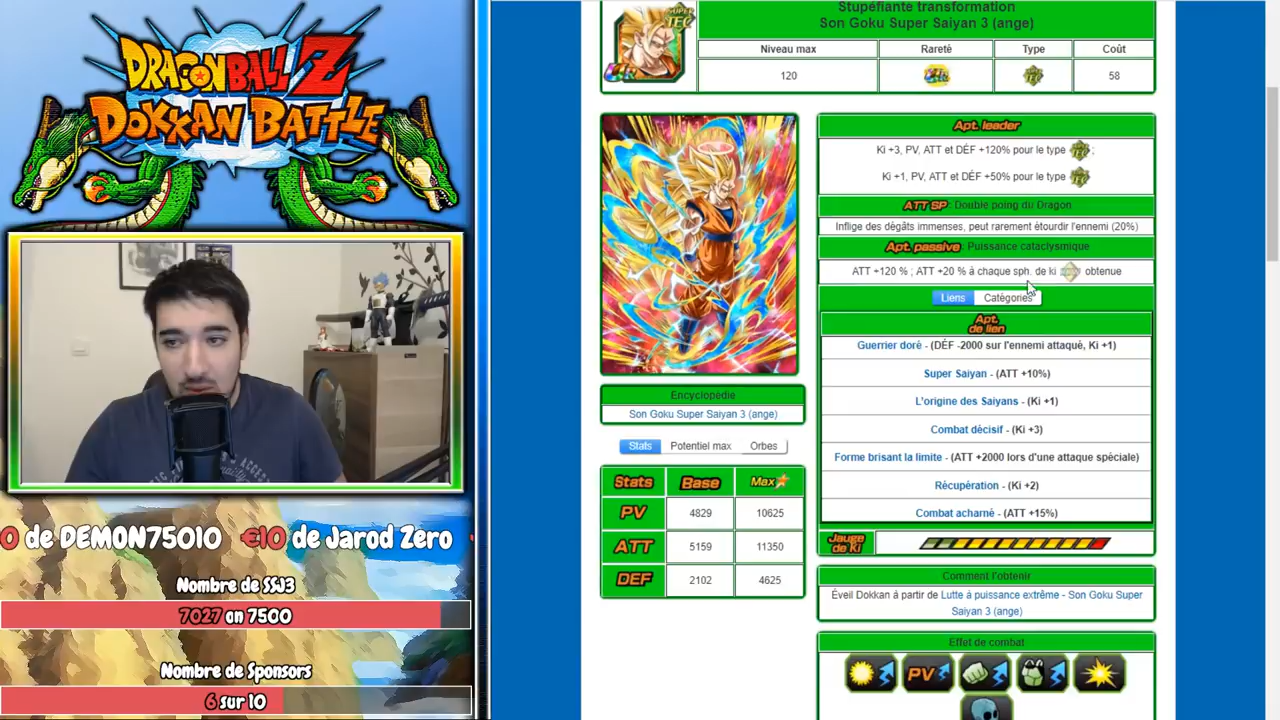 DRAGON BALL Z
DOKKAN BATTLE
0 de DEMON75010 €10 de Jarod Zero
Nombre de SSJ3
7027 on 7500
Nombre de Sponsors
6 sur 10
Stupéfiante transformation
Son Goku Super Saiyan 3 (ange)
SUPER
TEC
Niveau max Rareté Type Coût
120 58
Apt. leader
Ki +3, PV, ATT et DÉF +120% pour le type ;
Ki +1, PV, ATT et DÉF +50% pour le type
ATT SP : Double poing du Dragon
Inflige des dégâts immenses, peut rarement étourdir l'ennemi (20%)
Apt. passive : Puissance cataclysmique
ATT +120 % ; ATT +20 % à chaque sph. de ki obtenue
Liens Catégories
Apt.
de lien
Guerrier doré - (DÉF -2000 sur l'ennemi attaqué, Ki +1)
Super Saiyan - (ATT +10%)
L'origine des Saiyans - (Ki +1)
Combat décisif - (Ki +3)
Forme brisant la limite - (ATT +2000 lors d'une attaque spéciale)
Récupération - (Ki +2)
Combat acharné - (ATT +15%)
Jauge
de Ki
Encyclopédie
Son Goku Super Saiyan 3 (ange)
Stats Potentiel max Orbes
Stats Base Max
PV 4829 10625
ATT 5159 11350
DEF 2102 4625
Comment l'obtenir
Éveil Dokkan à partir de Lutte à puissance extrême - Son Goku Super
Saiyan 3 (ange)
Effet de combat
PV